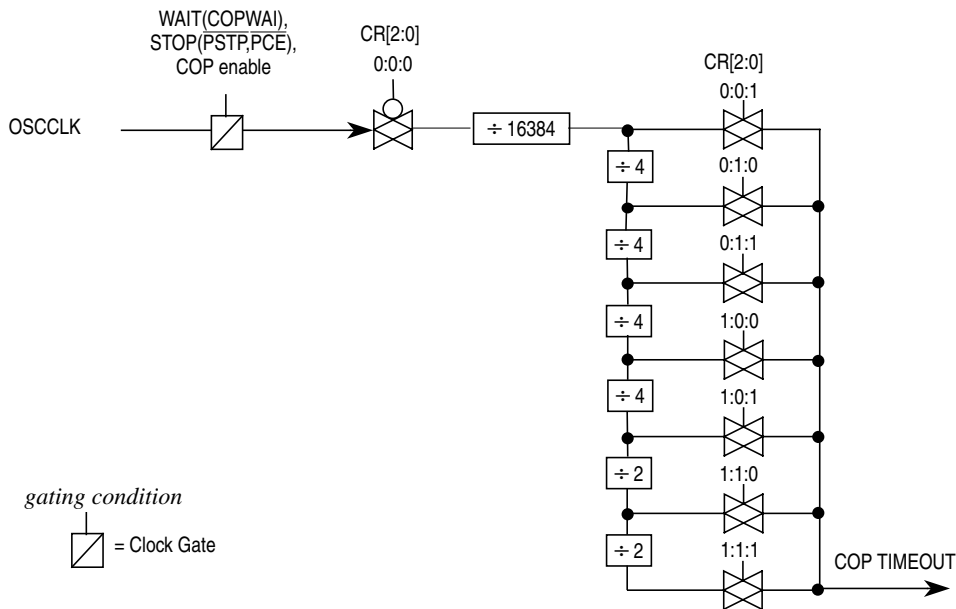 WAIT(COPWAI),
STOP(PSTP,PCE),
COP enable
CR[2:0]
0:0:0
CR[2:0]
0:0:1
OSCCLK
÷ 16384
÷ 4
0:1:0
÷ 4
0:1:1
÷ 4
1:0:0
÷ 4
1:0:1
÷ 2
1:1:0
gating condition
= Clock Gate
÷ 2
1:1:1
COP TIMEOUT